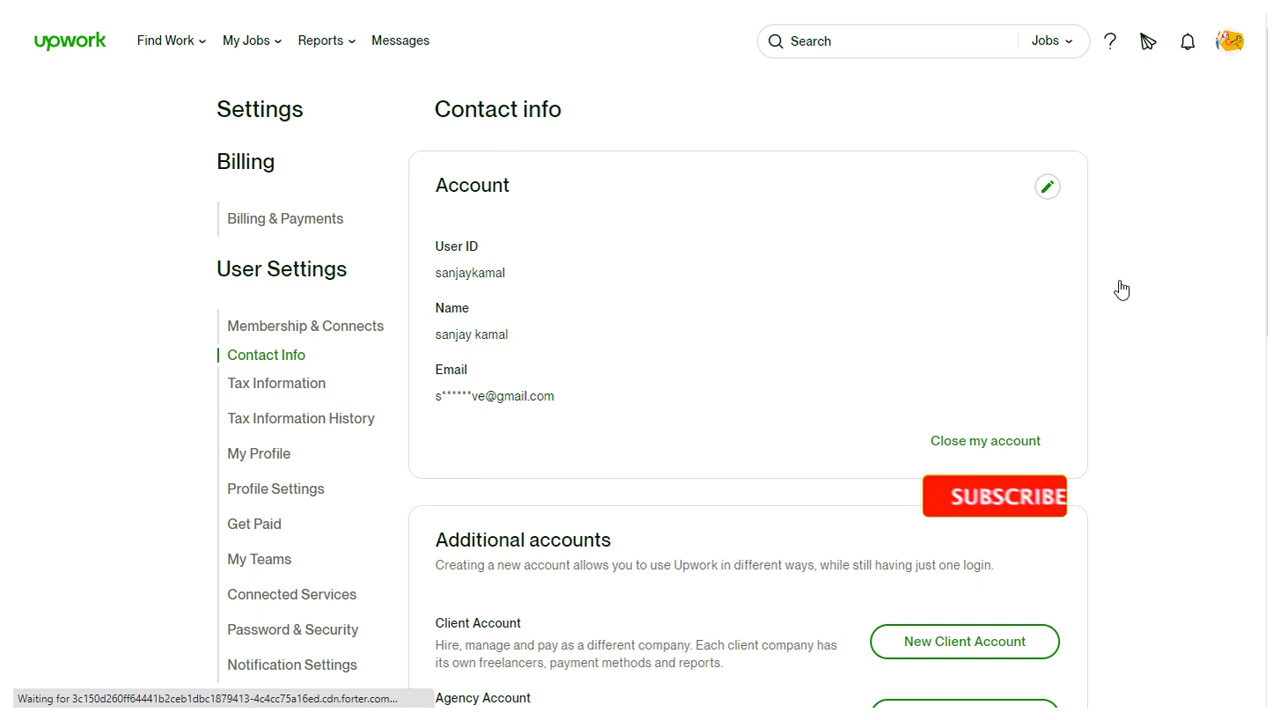 upwork Find Work My Jobs Reports Messages Search Jobs
Settings
Contact info
Billing
Account
Billing & Payments
User ID
sanjaykamal
User Settings
Name
sanjay kamal
Membership & Connects
Contact Info
Email
s******ve@gmail.com
Tax Information
Tax Information History
Close my account
My Profile
Profile Settings
SUBSCRIBE
Get Paid
Additional accounts
Creating a new account allows you to use Upwork in different ways, while still having just one login.
My Teams
Connected Services
Client Account
Hire, manage and pay as a different company. Each client company has
its own freelancers, payment methods and reports.
New Client Account
Password & Security
Notification Settings
Agency Account
Waiting for 3c150d260ff64441b2ceb1dbc1879413-4c4cc75a16ed.cdn.forter.com...